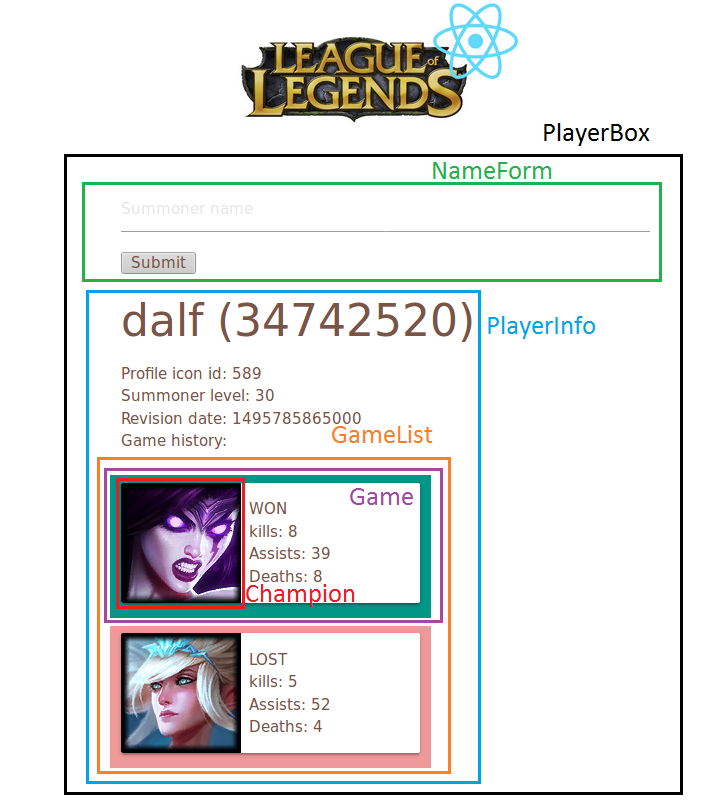 LEAGUE of
LEGENDS
PlayerBox
NameForm
Summoner name
Submit
dalf (34742520)
PlayerInfo
Profile icon id: 589
Summoner level: 30
Revision date: 1495785865000
Game history:
GameList
Game
WON
kills: 8
Assists: 39
Deaths: 8
Champion
LOST
kills: 5
Assists: 52
Deaths: 4